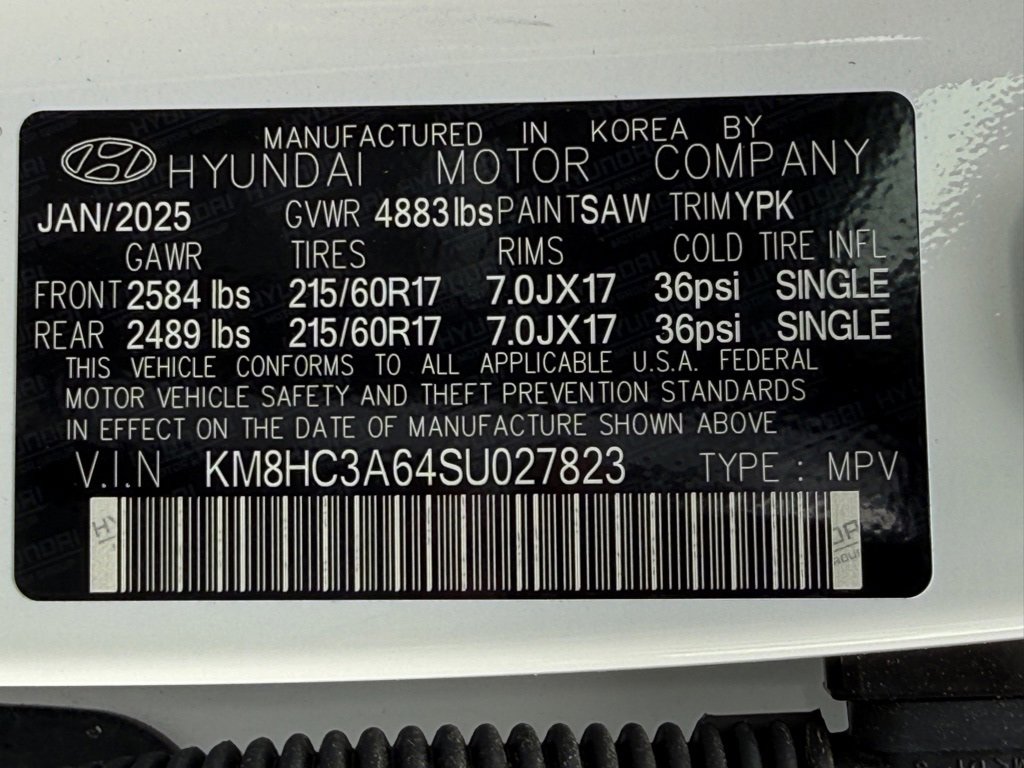 MANUFACTURED IN KOREA BY
HYUNDAI MOTOR COMPANY
JAN/2025 GVWR 4883lbs PAINT SAW TRIM YPK
GAWR TIRES RIMS COLD TIRE INFL
FRONT 2584 lbs 215/60R17 7.0JX17 36psi SINGLE
REAR 2489 lbs 215/60R17 7.0JX17 36psi SINGLE
THIS VEHICLE CONFORMS TO ALL APPLICABLE U.S.A. FEDERAL
MOTOR VEHICLE SAFETY AND THEFT PREVENTION STANDARDS
IN EFFECT ON THE DATE OF MANUFACTURE SHOWN ABOVE
V.I.N KM8HC3A64SU027823 TYPE : MPV